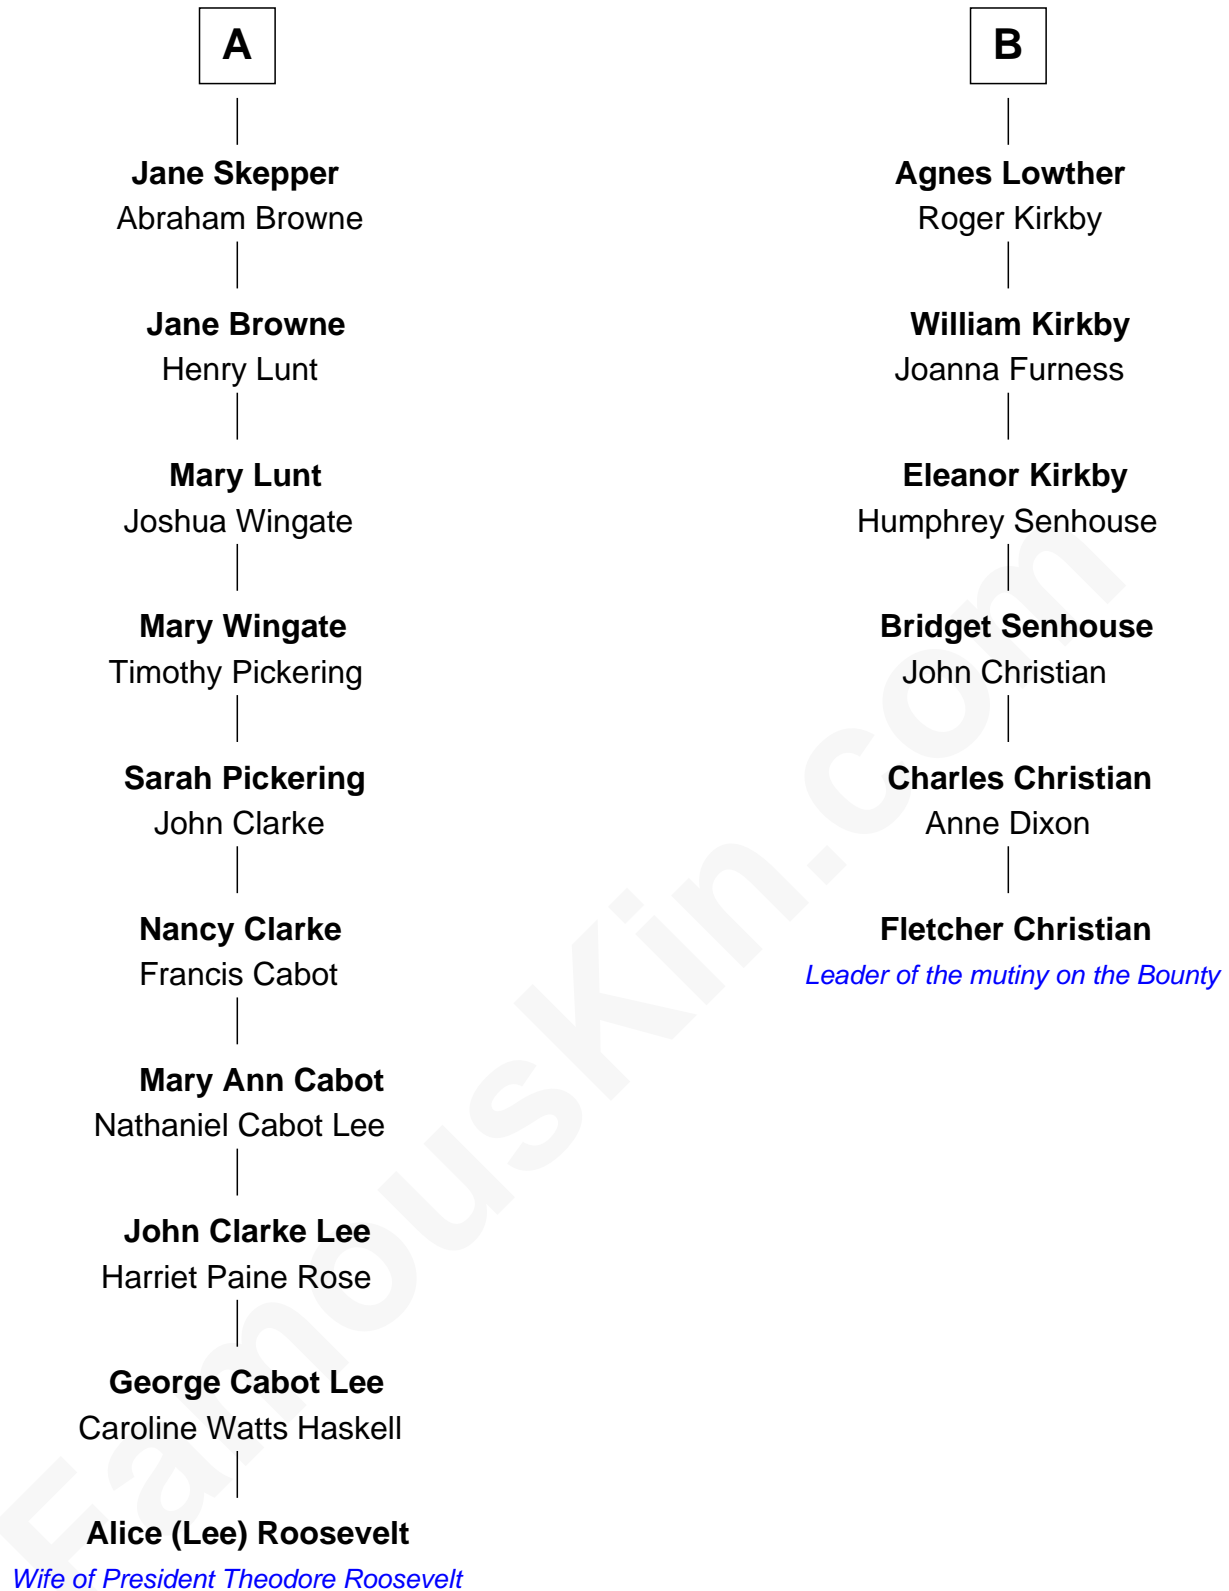 A
Jane Skepper
Abraham Browne
Jane Browne
Henry Lunt
Mary Lunt
Joshua Wingate
Mary Wingate
Timothy Pickering
Sarah Pickering
John Clarke
Nancy Clarke
Francis Cabot
Mary Ann Cabot
Nathaniel Cabot Lee
John Clarke Lee
Harriet Paine Rose
George Cabot Lee
Caroline Watts Haskell
Alice (Lee) Roosevelt
Wife of President Theodore Roosevelt
B
Agnes Lowther
Roger Kirkby
William Kirkby
Joanna Furness
Eleanor Kirkby
Humphrey Senhouse
Bridget Senhouse
John Christian
Charles Christian
Anne Dixon
Fletcher Christian
Leader of the mutiny on the Bounty
FamousKin.com